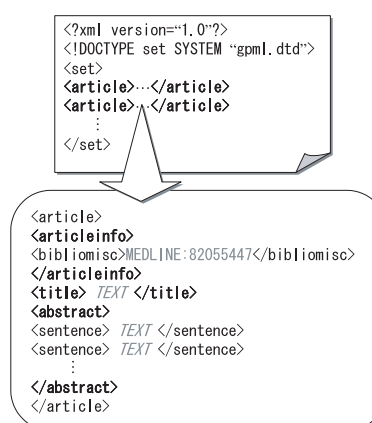 <?xml version=“1.0”?>
<!DOCTYPE set SYSTEM “gpml.dtd”>
<set>
<article>…</article>
<article>…</article>
⋮
</set>
<article>
<articleinfo>
<bibliomisc>MEDLINE:82055447</bibliomisc>
</articleinfo>
<title> TEXT </title>
<abstract>
<sentence> TEXT </sentence>
<sentence> TEXT </sentence>
⋮
</abstract>
</article>